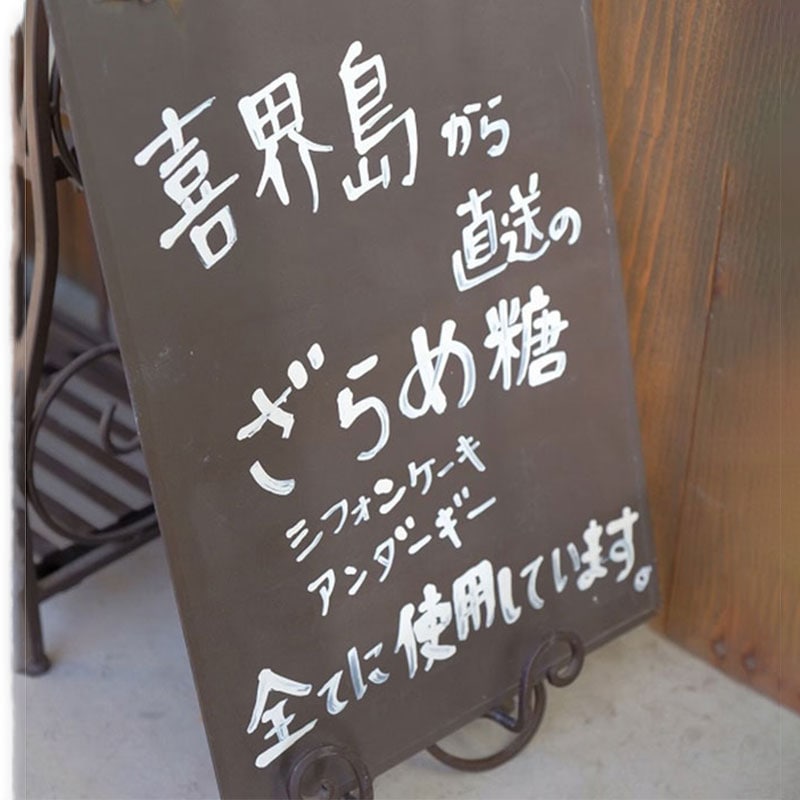 喜界島から
直送の
ざらめ糖
シフォンケーキ
アンダーギー
全てに使用しています。